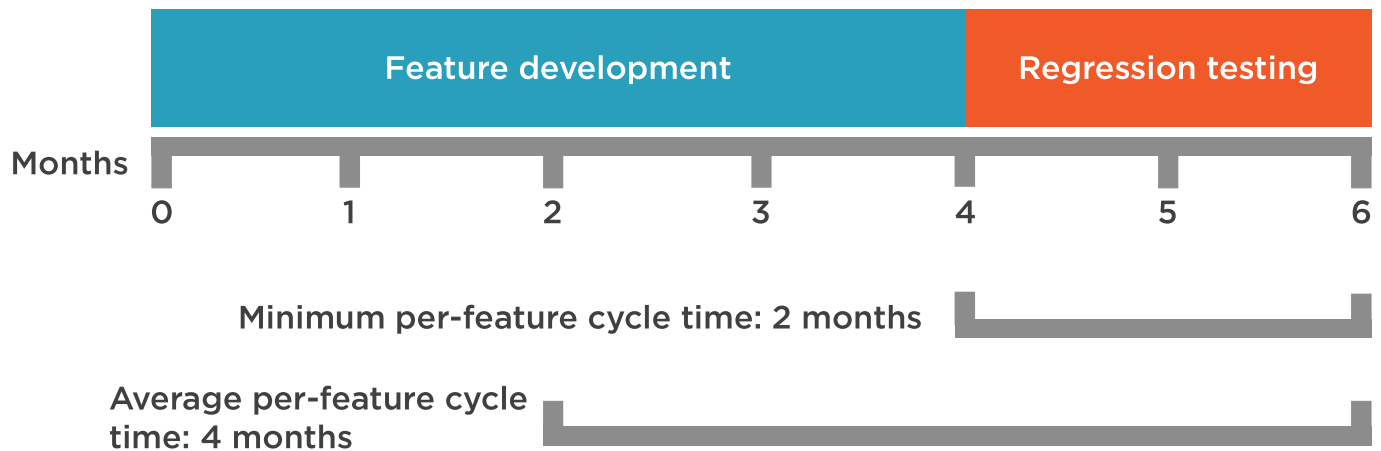 Feature development
Regression testing
Months
0 1 2 3 4 5 6
Minimum per-feature cycle time: 2 months
Average per-feature cycle
time: 4 months